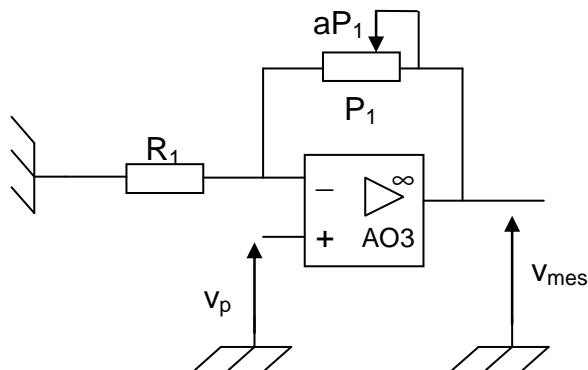 aP₁
P₁
R₁
−
∞
+
AO3
vₚ
vₘₑₛ